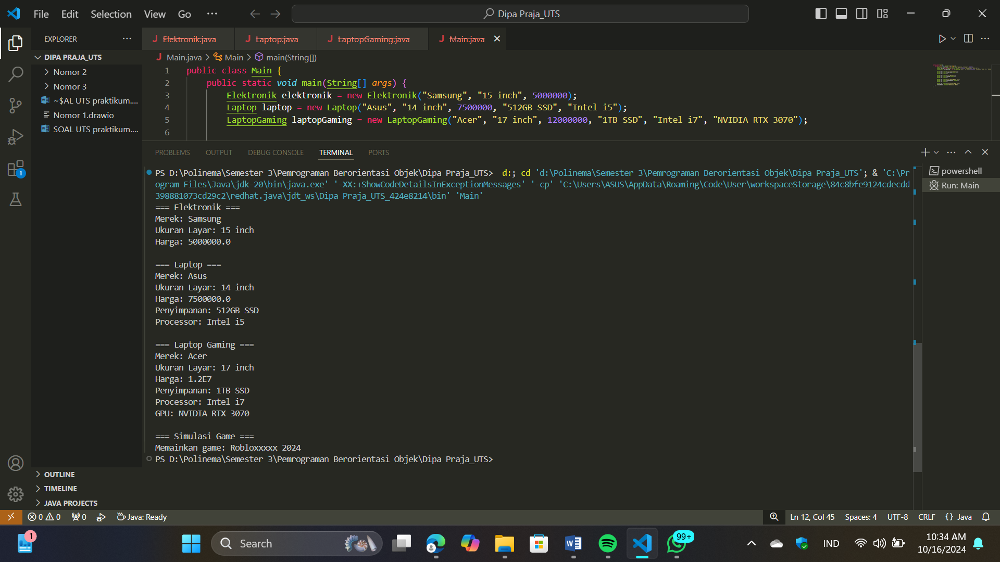 File Edit Selection View Go ··· Dipa Praja_UTS
EXPLORER ···
Elektronik.java Laptop.java LaptopGaming.java Main.java
DIPA PRAJA_UTS
Nomor 2
Nomor 3
~$AL UTS praktikum....
Nomor 1.drawio
SOAL UTS praktikum....
Main.java > Main > main(String[])
1 public class Main {
2 public static void main(String[] args) {
3 Elektronik elektronik = new Elektronik("Samsung", "15 inch", 5000000);
4 Laptop laptop = new Laptop("Asus", "14 inch", 7500000, "512GB SSD", "Intel i5");
5 LaptopGaming laptopGaming = new LaptopGaming("Acer", "17 inch", 12000000, "1TB SSD", "Intel i7", "NVIDIA RTX 3070");
6
PROBLEMS OUTPUT DEBUG CONSOLE TERMINAL PORTS
powershell
Run: Main
PS D:\Polinema\Semester 3\Pemrograman Berorientasi Objek\Dipa Praja_UTS> d:; cd 'd:\Polinema\Semester 3\Pemrograman Berorientasi Objek\Dipa Praja_UTS'; & 'C:\Pr
ogram Files\Java\jdk-20\bin\java.exe' '-XX:+ShowCodeDetailsInExceptionMessages' '-cp' 'C:\Users\ASUS\AppData\Roaming\Code\User\workspaceStorage\84c8bfe9124cdecdd
398881073cd29c2\redhat.java\jdt_ws\Dipa Praja_UTS_424e8214\bin' 'Main'
=== Elektronik ===
Merek: Samsung
Ukuran Layar: 15 inch
Harga: 5000000.0
=== Laptop ===
Merek: Asus
Ukuran Layar: 14 inch
Harga: 7500000.0
Penyimpanan: 512GB SSD
Processor: Intel i5
=== Laptop Gaming ===
Merek: Acer
Ukuran Layar: 17 inch
Harga: 1.2E7
Penyimpanan: 1TB SSD
Processor: Intel i7
GPU: NVIDIA RTX 3070
=== Simulasi Game ===
Memainkan game: Robloxxxxx 2024
PS D:\Polinema\Semester 3\Pemrograman Berorientasi Objek\Dipa Praja_UTS>
1
OUTLINE
TIMELINE
JAVA PROJECTS
0 0 0 Java: Ready Ln 12, Col 45 Spaces: 4 UTF-8 CRLF {} Java
1 Search 99+ IND 10:34 AM
10/16/2024